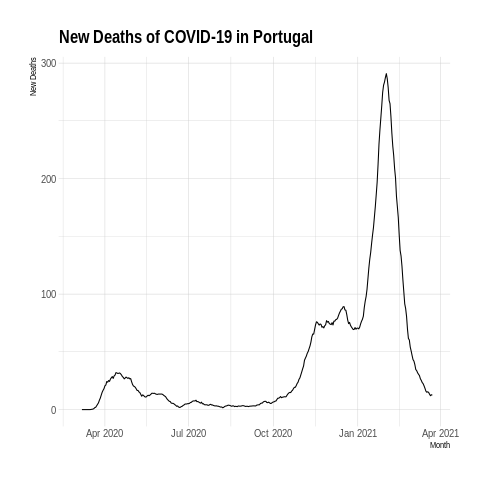 New Deaths of COVID-19 in Portugal
New Deaths
300
200
100
0
Apr 2020 Jul 2020 Oct 2020 Jan 2021 Apr 2021
Month